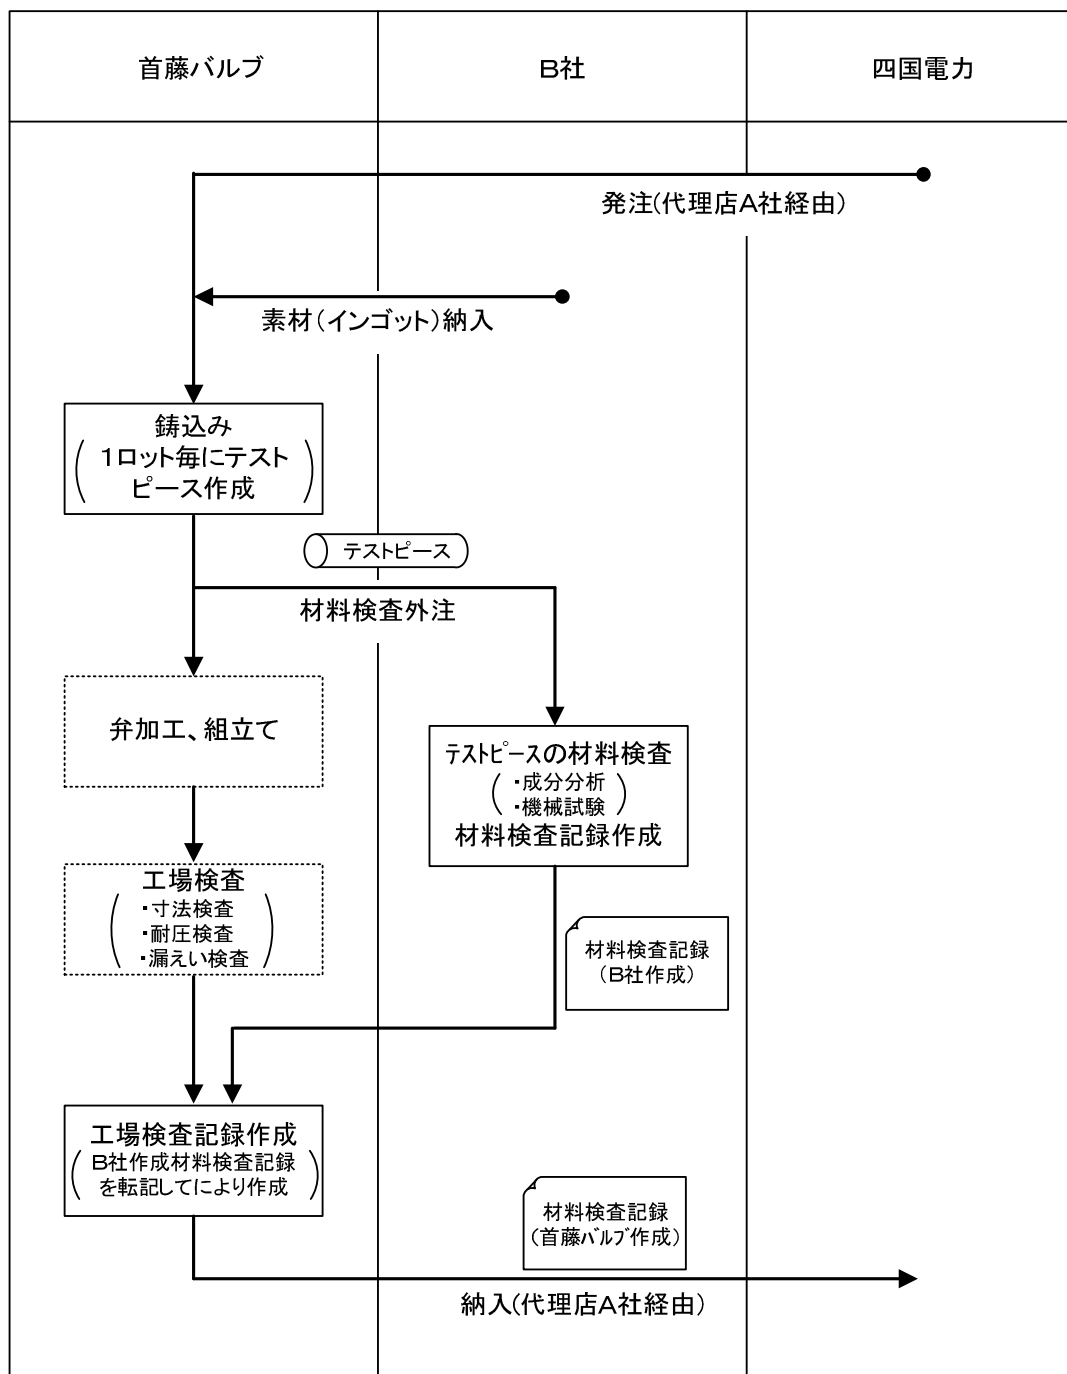 首藤バルブ
B社
四国電力
発注(代理店A社経由)
素材(インゴット)納入
鋳込み
(1ロット毎にテスト
ピース作成)
テストピース
材料検査外注
弁加工、組立て
テストピースの材料検査
(・成分分析
・機械試験)
材料検査記録作成
工場検査
(・寸法検査
・耐圧検査
・漏えい検査)
材料検査記録
(B社作成)
工場検査記録作成
(B社作成材料検査記録
を転記してにより作成)
材料検査記録
(首藤バルブ作成)
納入(代理店A社経由)